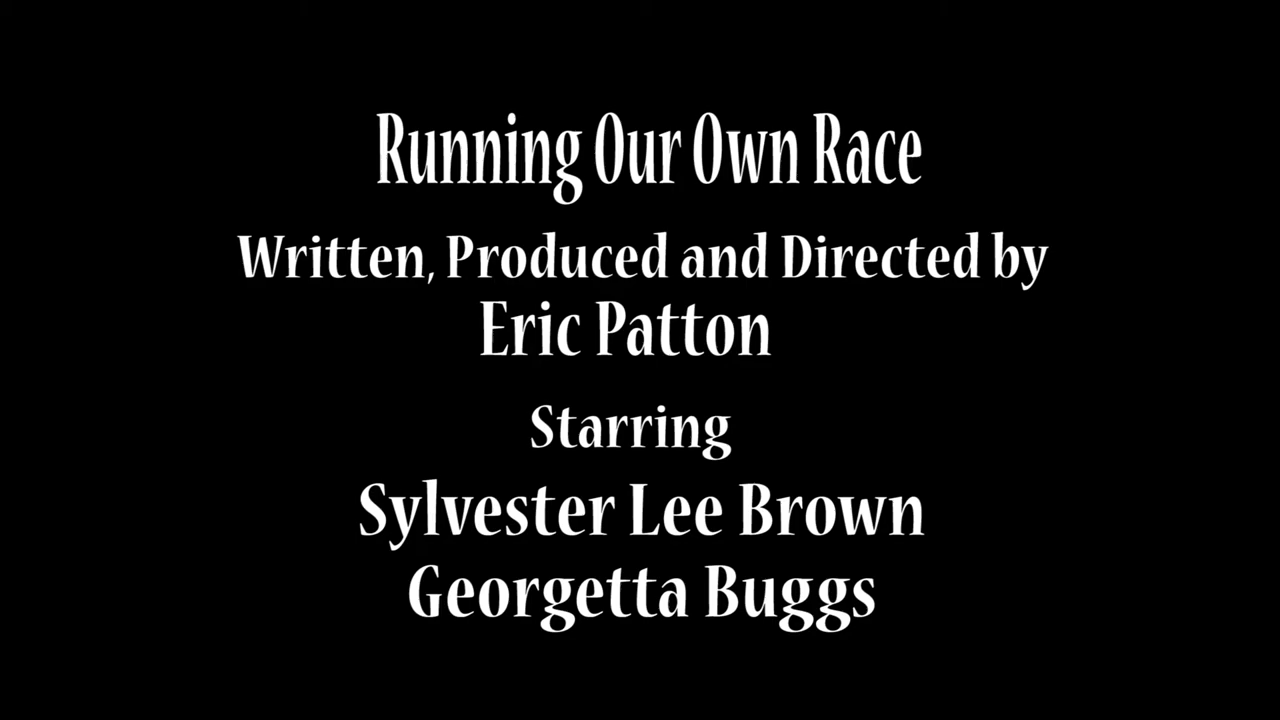 Running Our Own Race
Written, Produced and Directed by
Eric Patton
Starring
Sylvester Lee Brown
Georgetta Buggs